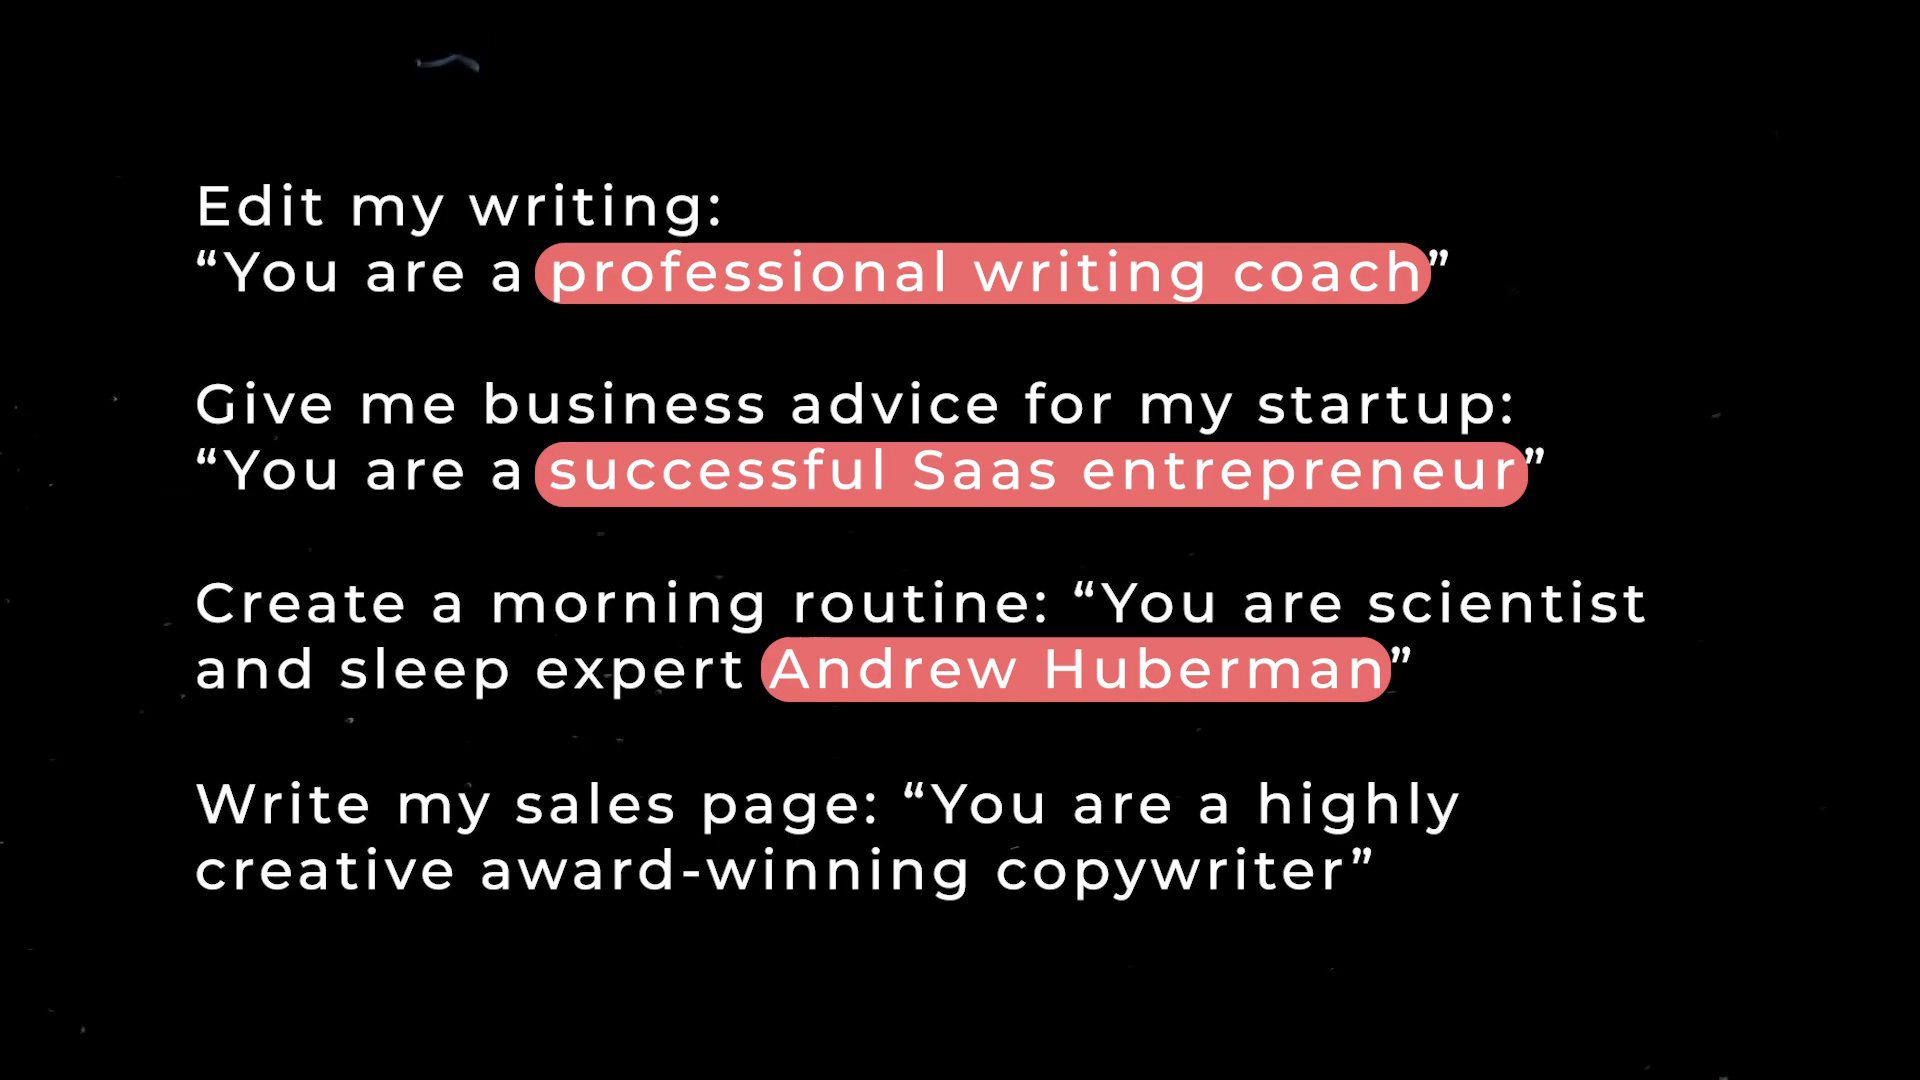 Edit my writing:
“You are a professional writing coach”
Give me business advice for my startup:
“You are a successful Saas entrepreneur”
Create a morning routine: “You are scientist
and sleep expert Andrew Huberman”
Write my sales page: “You are a highly
creative award-winning copywriter”